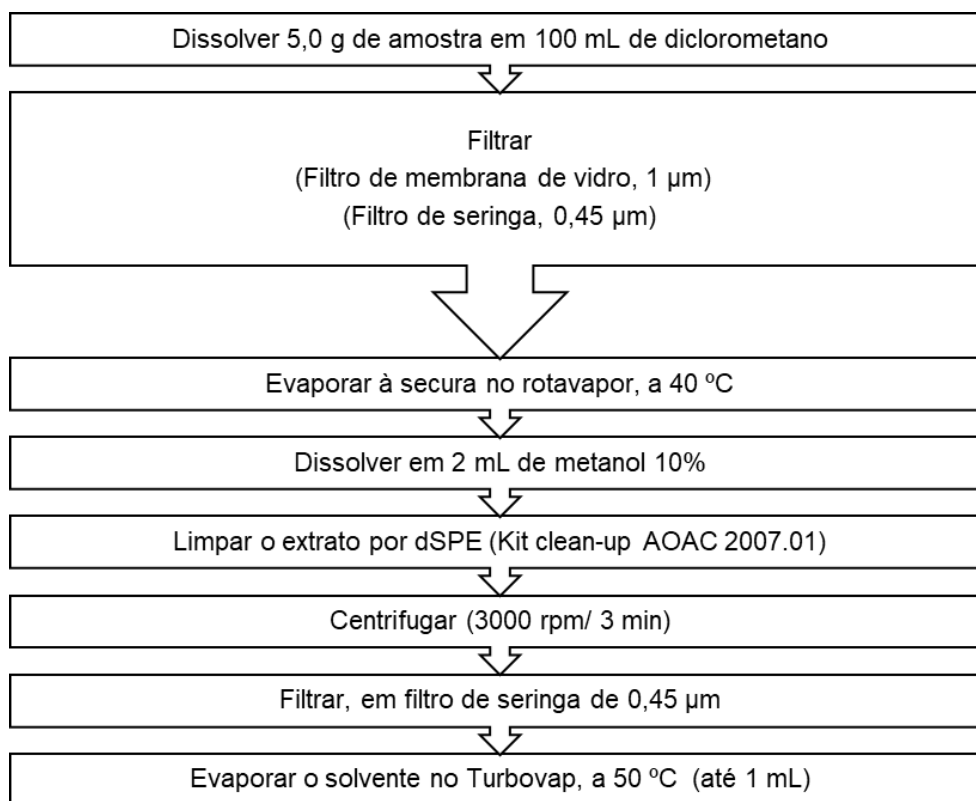 Dissolver 5,0 g de amostra em 100 mL de diclorometano
Filtrar
(Filtro de membrana de vidro, 1 µm)
(Filtro de seringa, 0,45 µm)
Evaporar à secura no rotavapor, a 40 ºC
Dissolver em 2 mL de metanol 10%
Limpar o extrato por dSPE (Kit clean-up AOAC 2007.01)
Centrifugar (3000 rpm/ 3 min)
Filtrar, em filtro de seringa de 0,45 µm
Evaporar o solvente no Turbovap, a 50 ºC (até 1 mL)